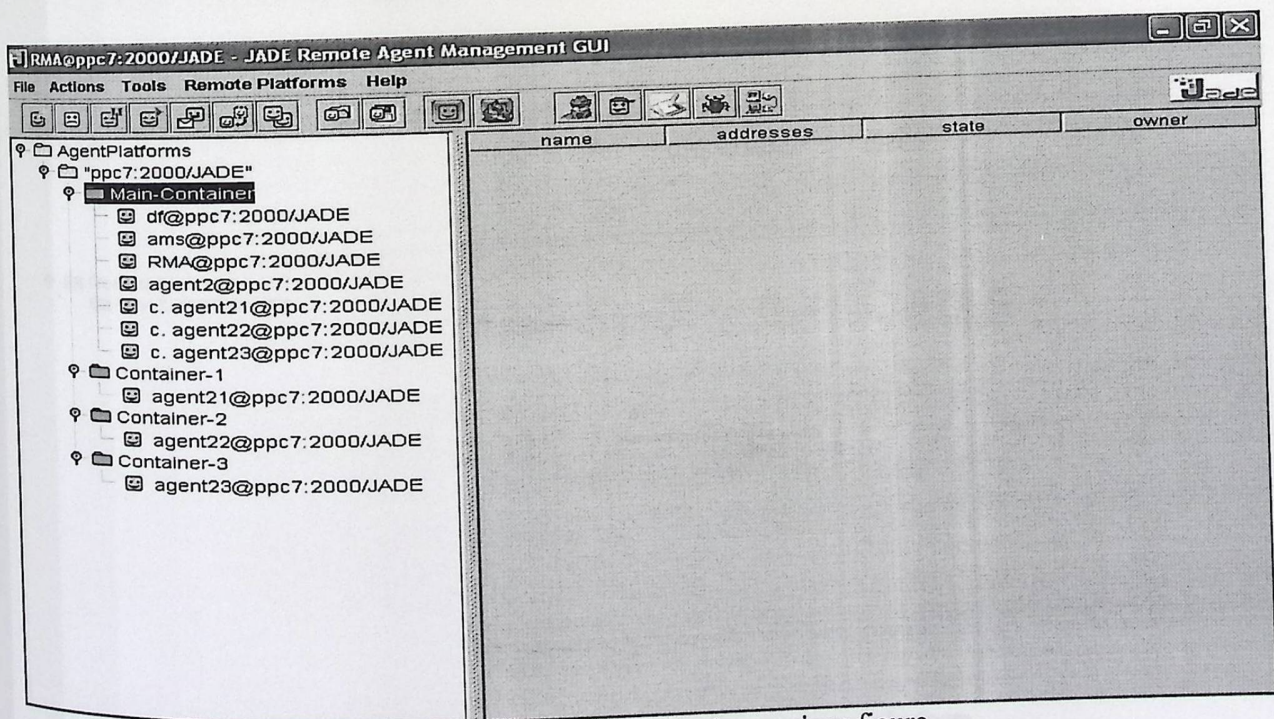 RMA@ppc7:2000/JADE - JADE Remote Agent Management GUI
File Actions Tools Remote Platforms Help
Jade
name addresses state owner
AgentPlatforms
"ppc7:2000/JADE"
Main-Container
df@ppc7:2000/JADE
ams@ppc7:2000/JADE
RMA@ppc7:2000/JADE
agent2@ppc7:2000/JADE
c. agent21@ppc7:2000/JADE
c. agent22@ppc7:2000/JADE
c. agent23@ppc7:2000/JADE
Container-1
agent21@ppc7:2000/JADE
Container-2
agent22@ppc7:2000/JADE
Container-3
agent23@ppc7:2000/JADE